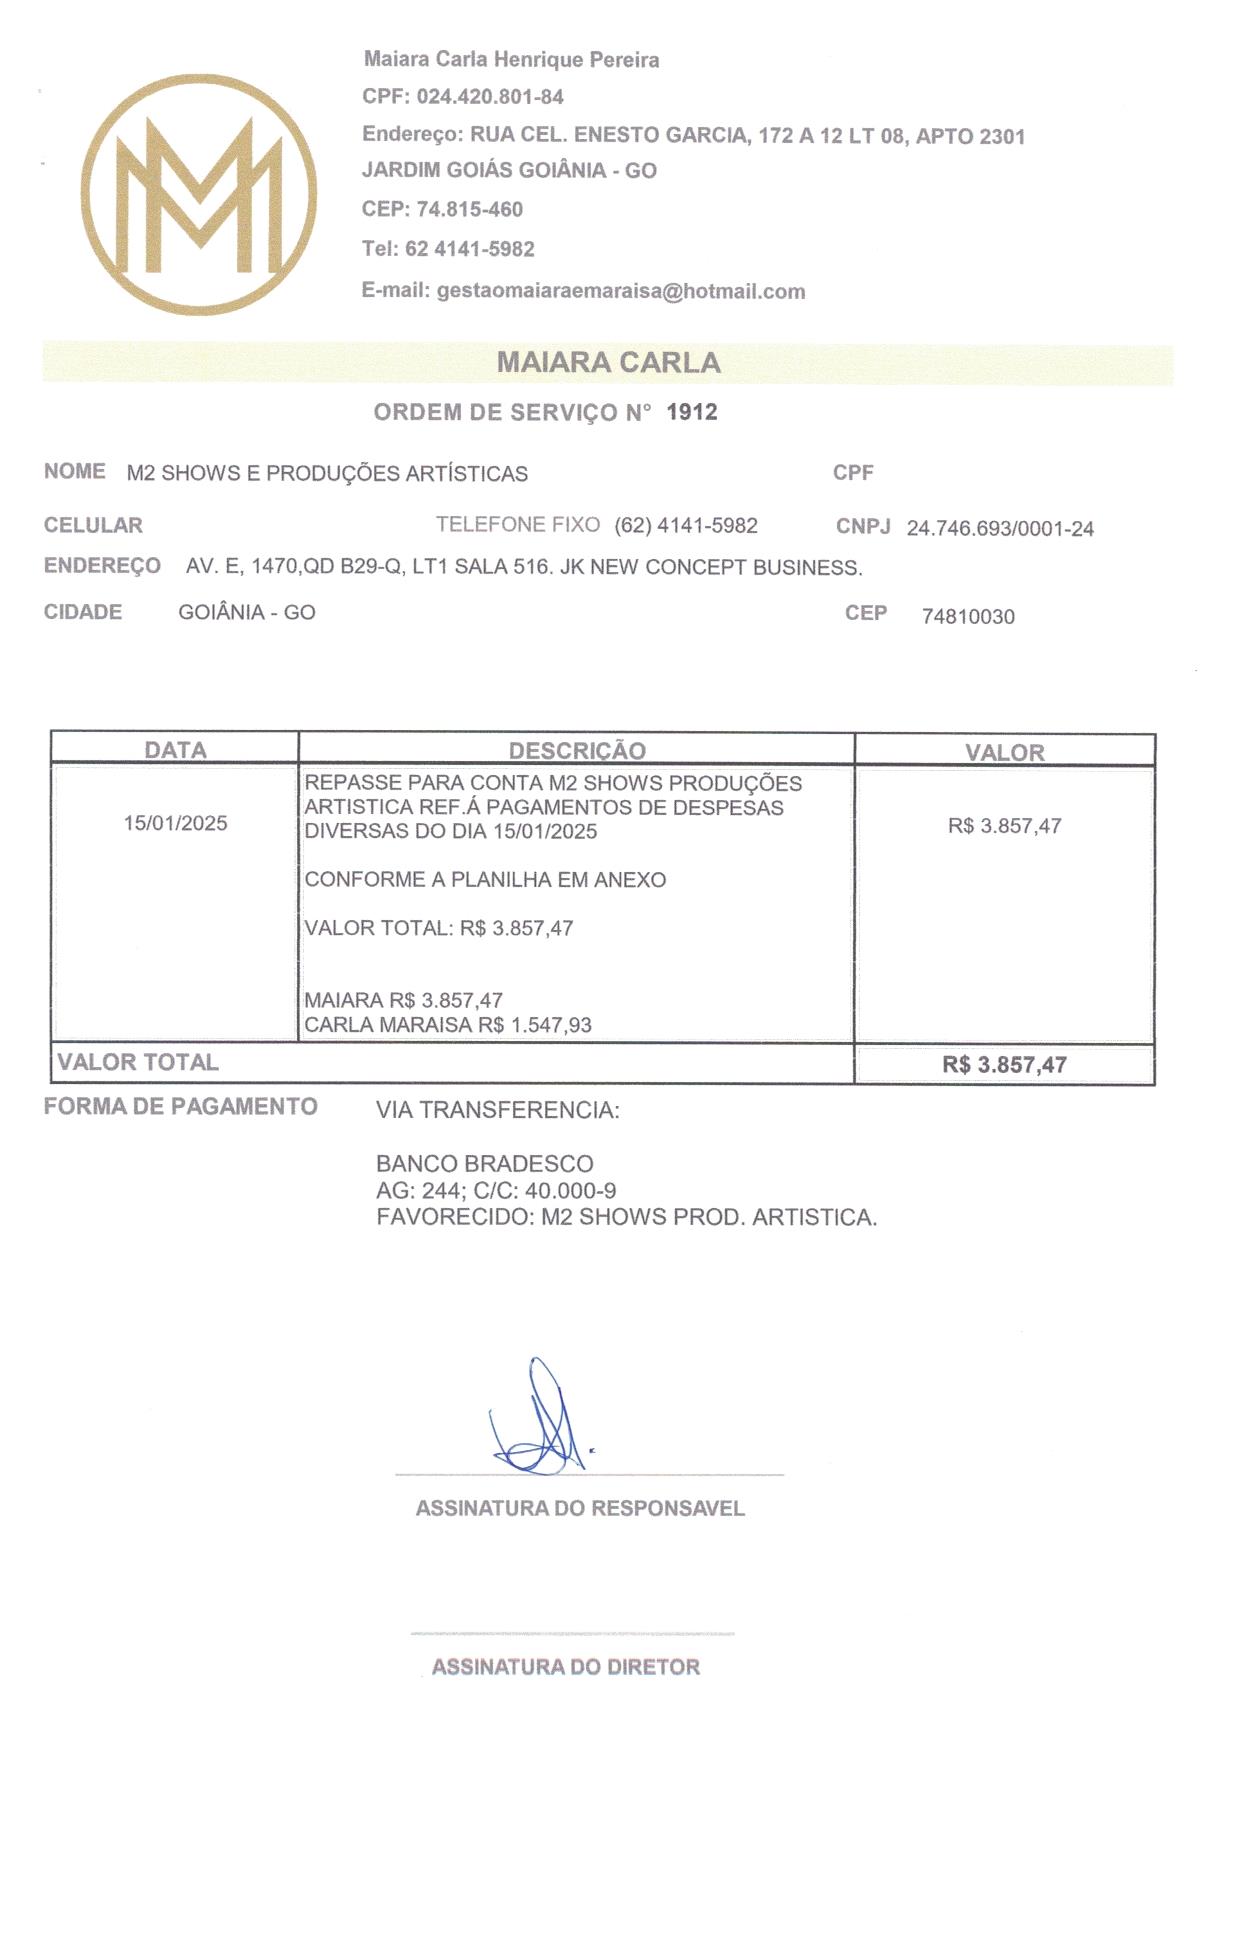 Maiara Carla Henrique Pereira
CPF: 024.420.801-84
Endereço: RUA CEL. ENESTO GARCIA, 172 A 12 LT 08, APTO 2301
JARDIM GOIÁS GOIÂNIA - GO
CEP: 74.815-460
Tel: 62 4141-5982
E-mail: gestaomaiaraemaraisa@hotmail.com
MAIARA CARLA
ORDEM DE SERVIÇO N° 1912
NOME M2 SHOWS E PRODUÇÕES ARTÍSTICAS CPF
CELULAR TELEFONE FIXO (62) 4141-5982 CNPJ 24.746.693/0001-24
ENDEREÇO AV. E, 1470,QD B29-Q, LT1 SALA 516. JK NEW CONCEPT BUSINESS.
CIDADE GOIÂNIA - GO CEP 74810030
DATA DESCRIÇÃO VALOR
REPASSE PARA CONTA M2 SHOWS PRODUÇÕES
ARTISTICA REF.Á PAGAMENTOS DE DESPESAS
15/01/2025 DIVERSAS DO DIA 15/01/2025 R$ 3.857,47
CONFORME A PLANILHA EM ANEXO
VALOR TOTAL: R$ 3.857,47
MAIARA R$ 3.857,47
CARLA MARAISA R$ 1.547,93
VALOR TOTAL R$ 3.857,47
FORMA DE PAGAMENTO VIA TRANSFERENCIA:
BANCO BRADESCO
AG: 244; C/C: 40.000-9
FAVORECIDO: M2 SHOWS PROD. ARTISTICA.
ASSINATURA DO RESPONSAVEL
ASSINATURA DO DIRETOR